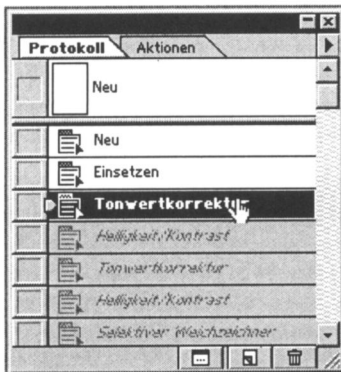 Protokoll Aktionen
Neu
Neu
Einsetzen
Tonwertkorrektur
Helligkeit/Kontrast
Tonwertkorrektur
Helligkeit/Kontrast
Selektiver Weichzeichner